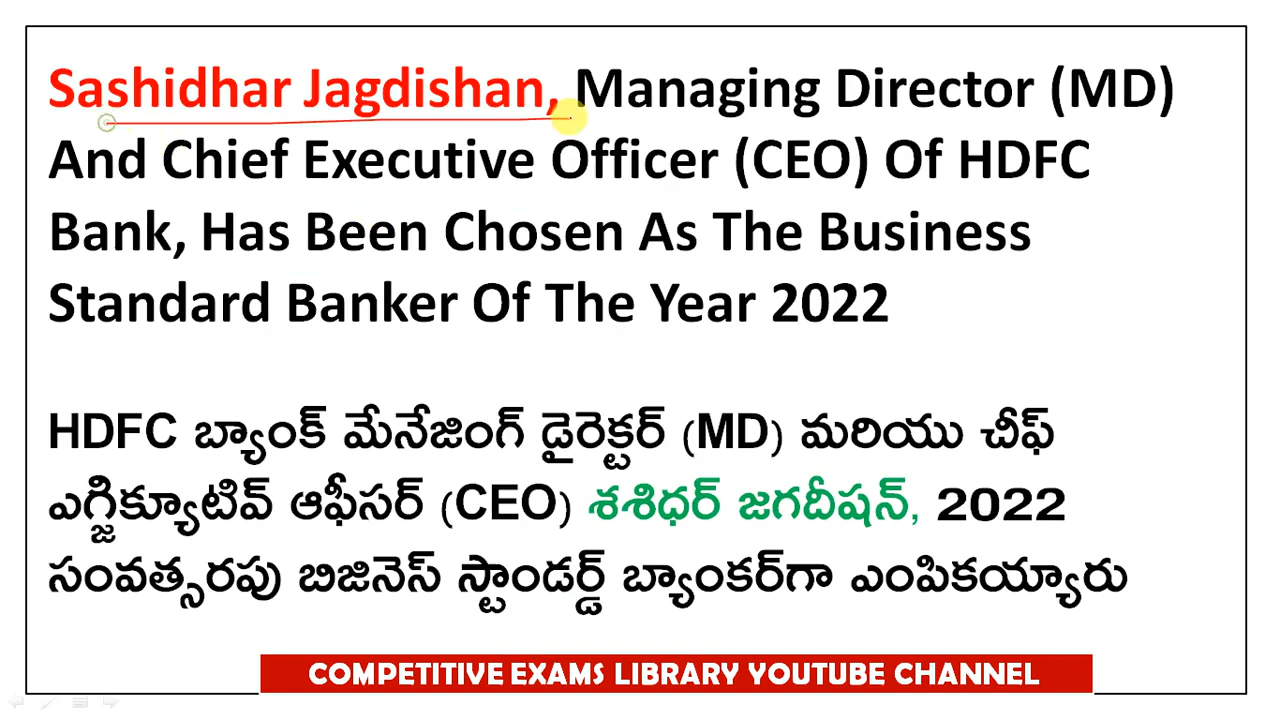 Sashidhar Jagdishan, Managing Director (MD)
And Chief Executive Officer (CEO) Of HDFC
Bank, Has Been Chosen As The Business
Standard Banker Of The Year 2022
HDFC బ్యాంక్ మేనేజింగ్ డైరెక్టర్ (MD) మరియు చీఫ్
ఎగ్జిక్యూటివ్ ఆఫీసర్ (CEO) శశిధర్ జగదీషన్, 2022
సంవత్సరపు బిజినెస్ స్టాండర్డ్ బ్యాంకర్‌గా ఎంపికయ్యారు
COMPETITIVE EXAMS LIBRARY YOUTUBE CHANNEL